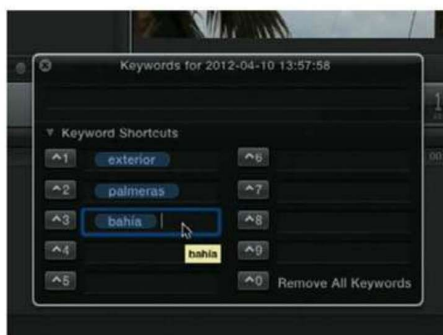 Keywords for 2012-04-10 13:57:58
Keyword Shortcuts
^1 exterior ^6
^2 palmeras ^7
^3 bahía ^8
^4 bahía ^9
^5 ^0 Remove All Keywords